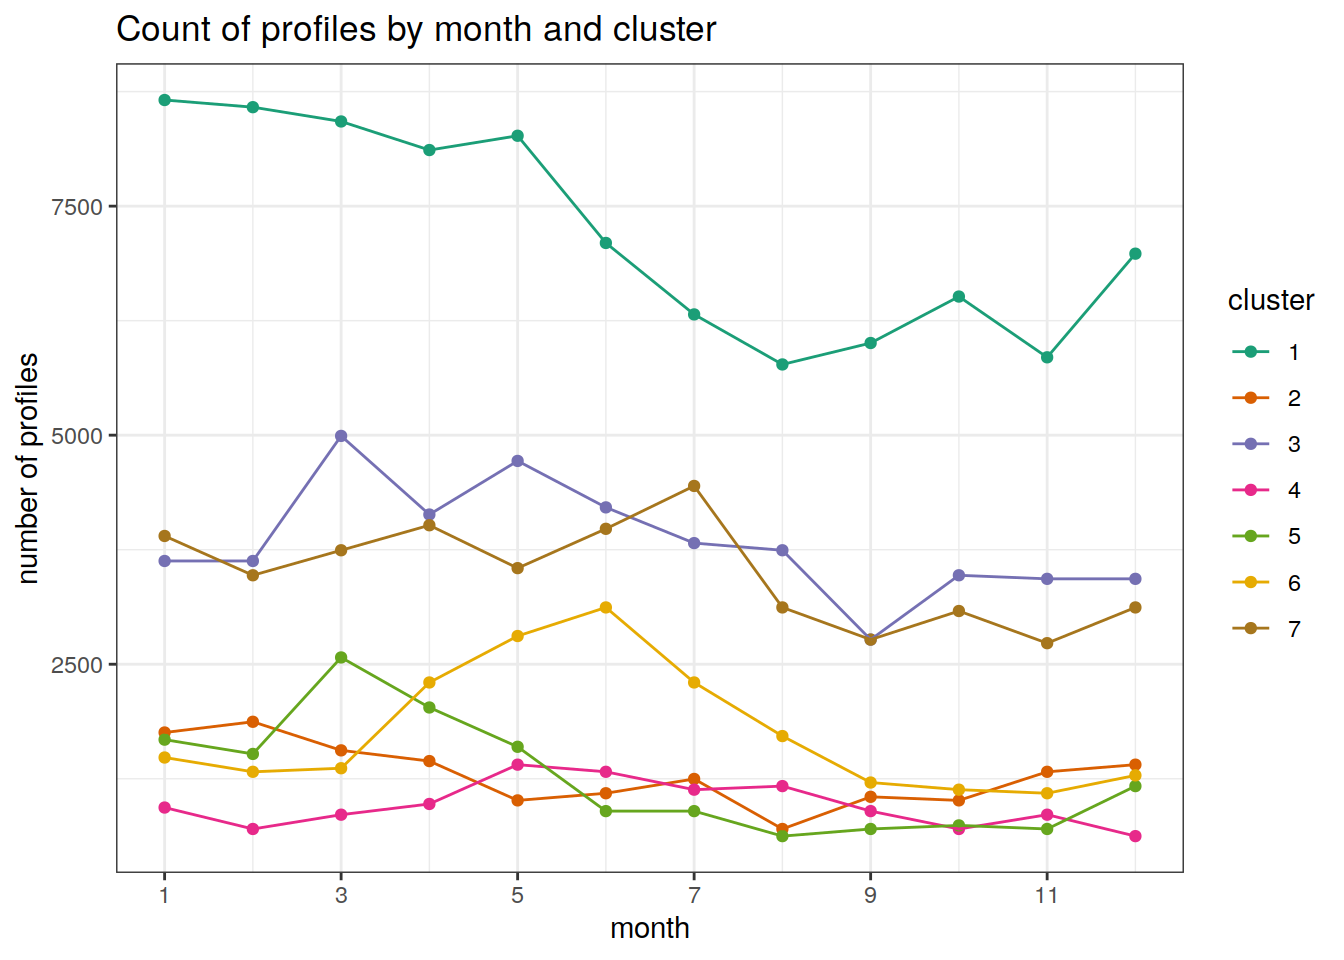 Count of profiles by month and cluster
number of profiles
7500
5000
2500
1 3 5 7 9 11
month
cluster
1
2
3
4
5
6
7